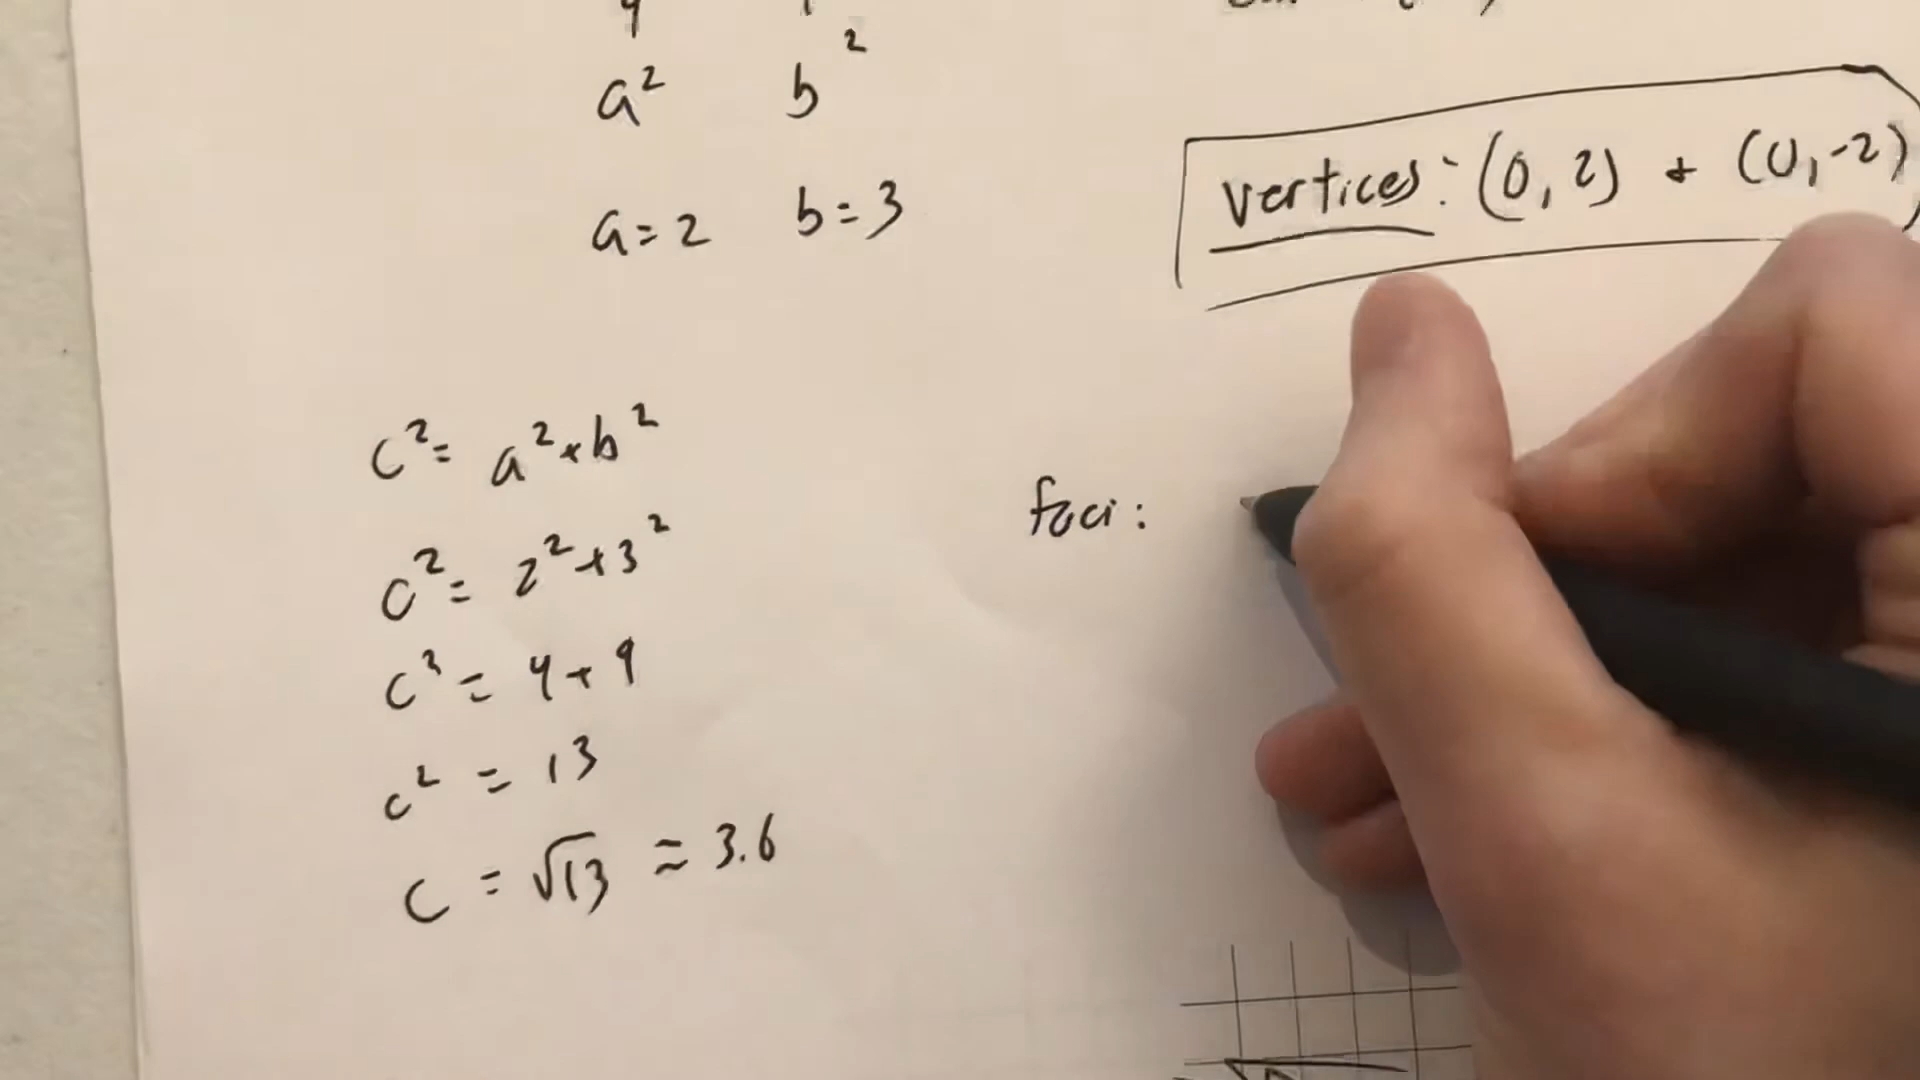 a² b²
a = 2 b = 3
vertices: (0, 2) + (0, -2)
c² = a² + b²
c² = 2² + 3²
foci:
c³ = 4 + 9
c² = 13
c = √13 ≈ 3.6